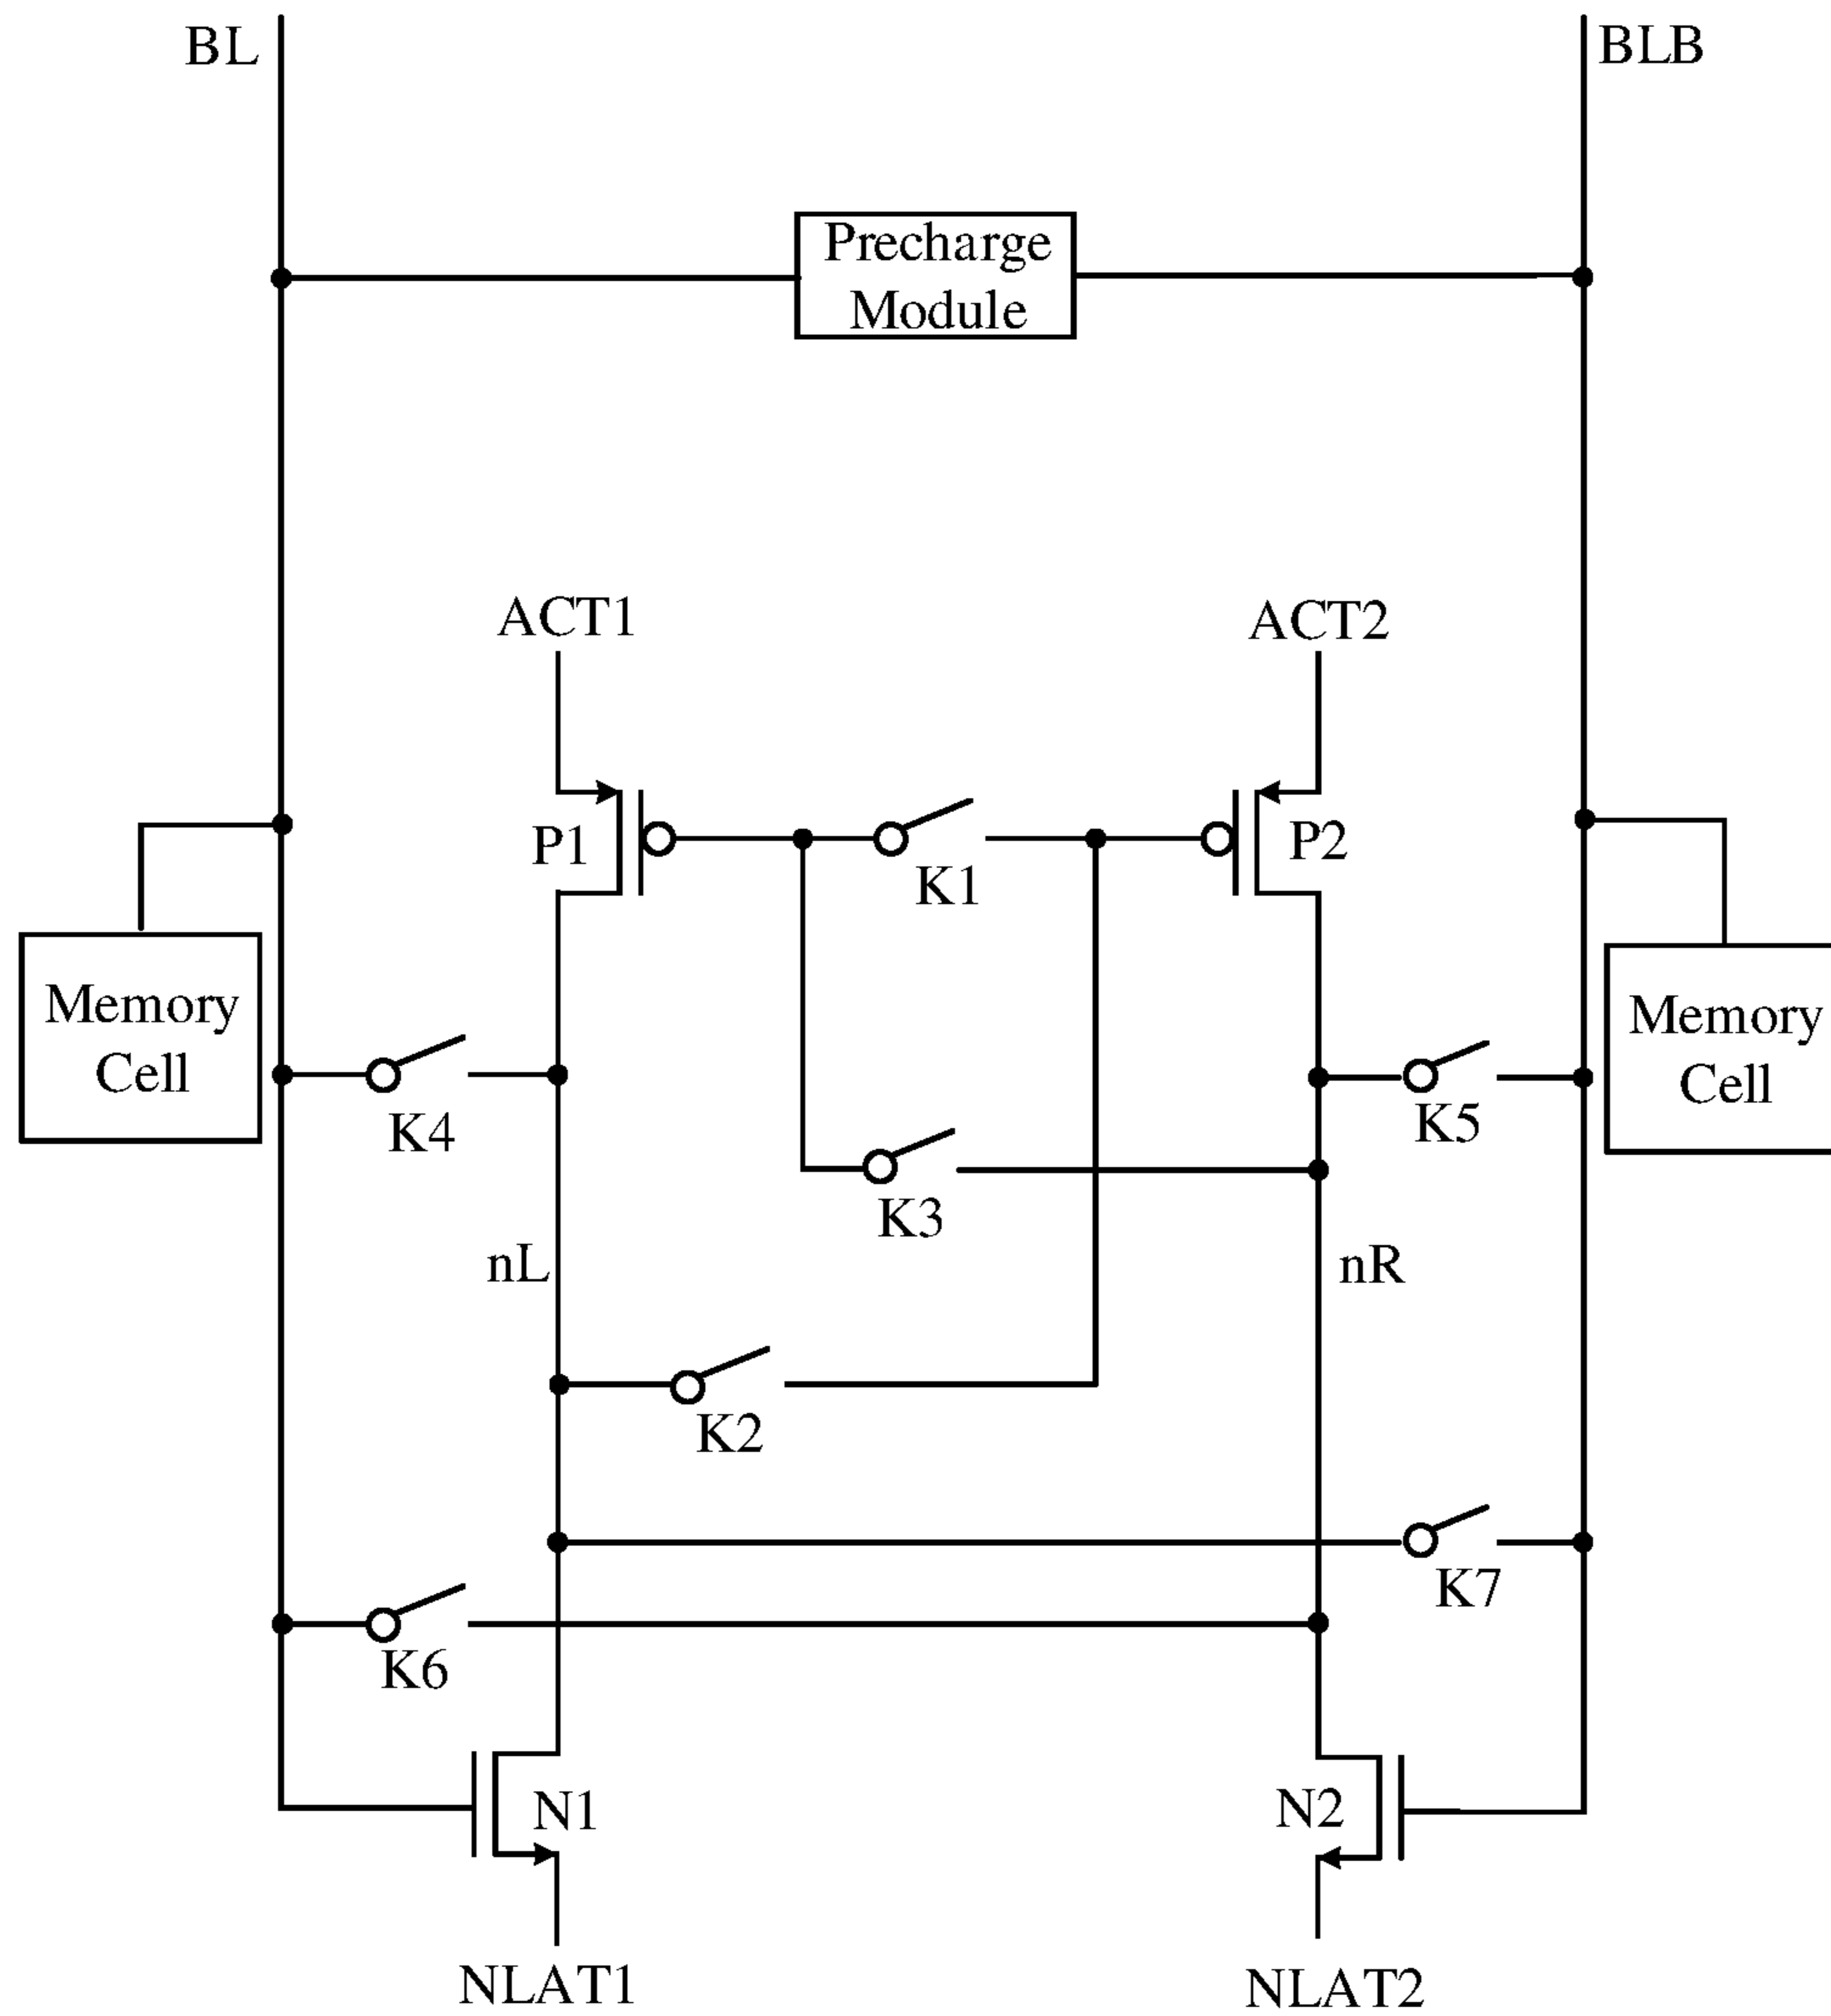 BL
BLB
Precharge
Module
ACT1
ACT2
P1
P2
K1
Memory
Cell
Memory
Cell
K4
K5
K3
nL
nR
K2
K7
K6
N1
N2
NLAT1
NLAT2